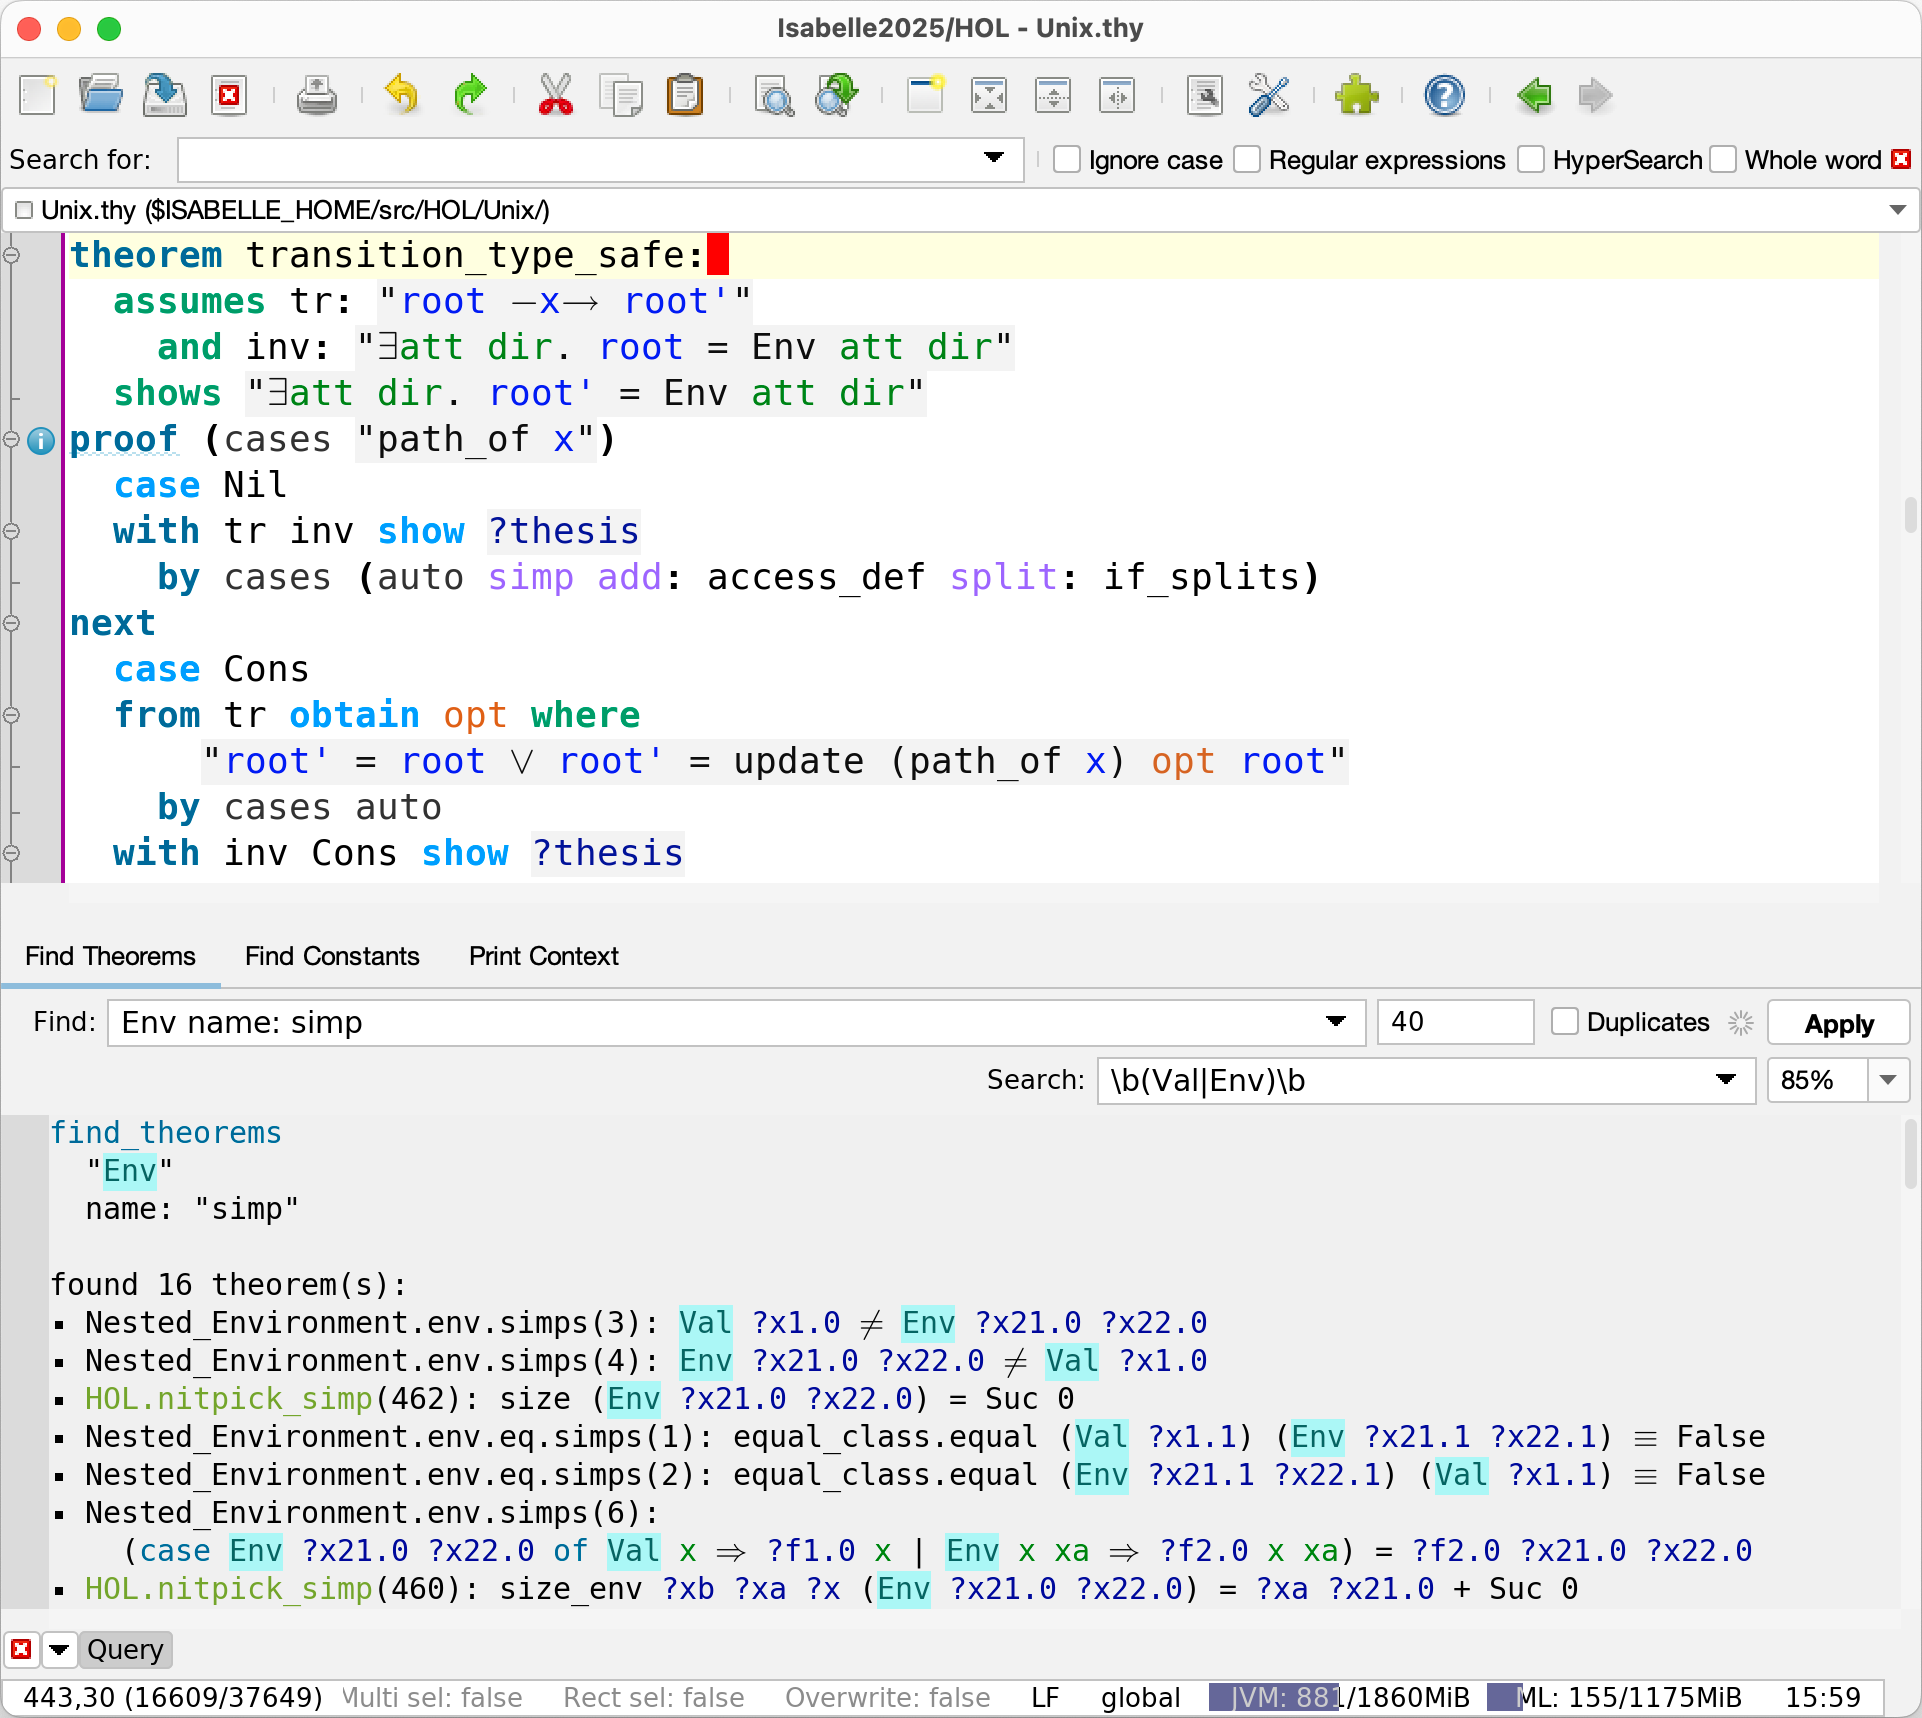 Isabelle2025/HOL - Unix.thy
Search for: Ignore case Regular expressions HyperSearch Whole word
Unix.thy ($ISABELLE_HOME/src/HOL/Unix/)
theorem transition_type_safe:
assumes tr: "root —x→ root'"
and inv: "∃att dir. root = Env att dir"
shows "∃att dir. root' = Env att dir"
proof (cases "path_of x")
case Nil
with tr inv show ?thesis
by cases (auto simp add: access_def split: if_splits)
next
case Cons
from tr obtain opt where
"root' = root ∨ root' = update (path_of x) opt root"
by cases auto
with inv Cons show ?thesis
Find Theorems Find Constants Print Context
Find: Env name: simp 40 Duplicates Apply
Search: \b(Val|Env)\b 85%
find_theorems
"Env"
name: "simp"
found 16 theorem(s):
▪ Nested_Environment.env.simps(3): Val ?x1.0 ≠ Env ?x21.0 ?x22.0
▪ Nested_Environment.env.simps(4): Env ?x21.0 ?x22.0 ≠ Val ?x1.0
▪ HOL.nitpick_simp(462): size (Env ?x21.0 ?x22.0) = Suc 0
▪ Nested_Environment.env.eq.simps(1): equal_class.equal (Val ?x1.1) (Env ?x21.1 ?x22.1) ≡ False
▪ Nested_Environment.env.eq.simps(2): equal_class.equal (Env ?x21.1 ?x22.1) (Val ?x1.1) ≡ False
▪ Nested_Environment.env.simps(6):
(case Env ?x21.0 ?x22.0 of Val x ⇒ ?f1.0 x | Env x xa ⇒ ?f2.0 x xa) = ?f2.0 ?x21.0 ?x22.0
▪ HOL.nitpick_simp(460): size_env ?xb ?xa ?x (Env ?x21.0 ?x22.0) = ?xa ?x21.0 + Suc 0
Query
443,30 (16609/37649) Multi sel: false Rect sel: false Overwrite: false LF global JVM: 881/1860MiB ML: 155/1175MiB 15:59